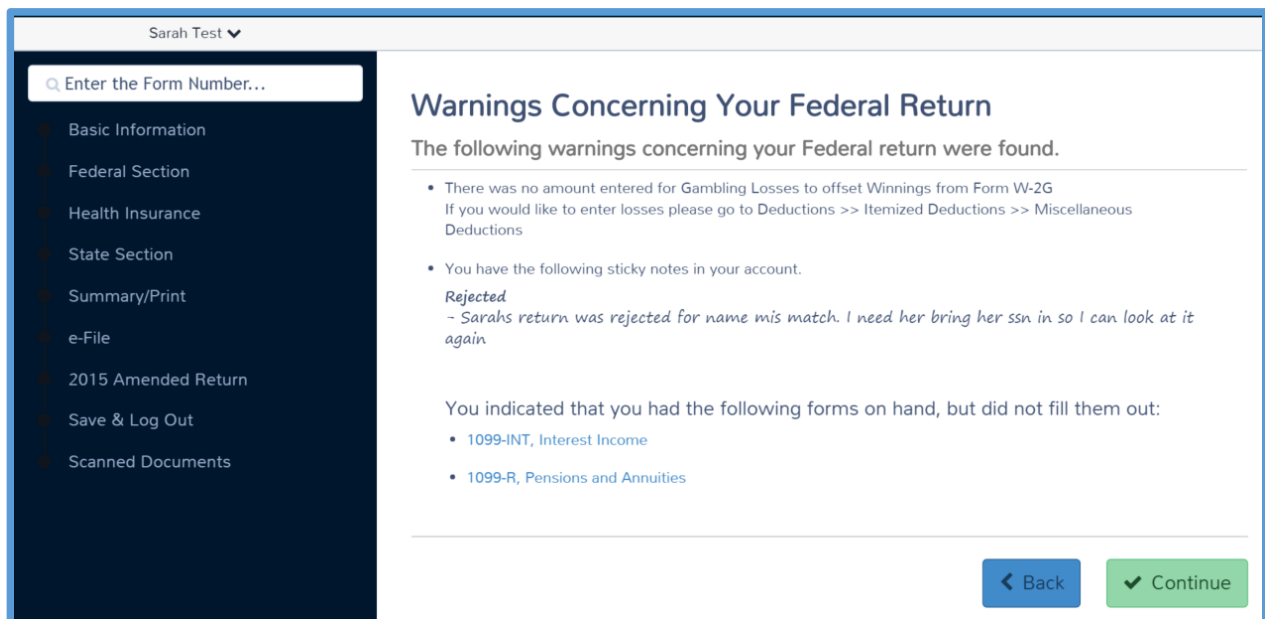 Sarah Test
Enter the Form Number...
Basic Information
Federal Section
Health Insurance
State Section
Summary/Print
e-File
2015 Amended Return
Save & Log Out
Scanned Documents
Warnings Concerning Your Federal Return
The following warnings concerning your Federal return were found.
• There was no amount entered for Gambling Losses to offset Winnings from Form W-2G
If you would like to enter losses please go to Deductions >> Itemized Deductions >> Miscellaneous
Deductions
• You have the following sticky notes in your account.
Rejected
- Sarahs return was rejected for name mis match. I need her bring her ssn in so I can look at it
again
You indicated that you had the following forms on hand, but did not fill them out:
• 1099-INT, Interest Income
• 1099-R, Pensions and Annuities
Back
Continue